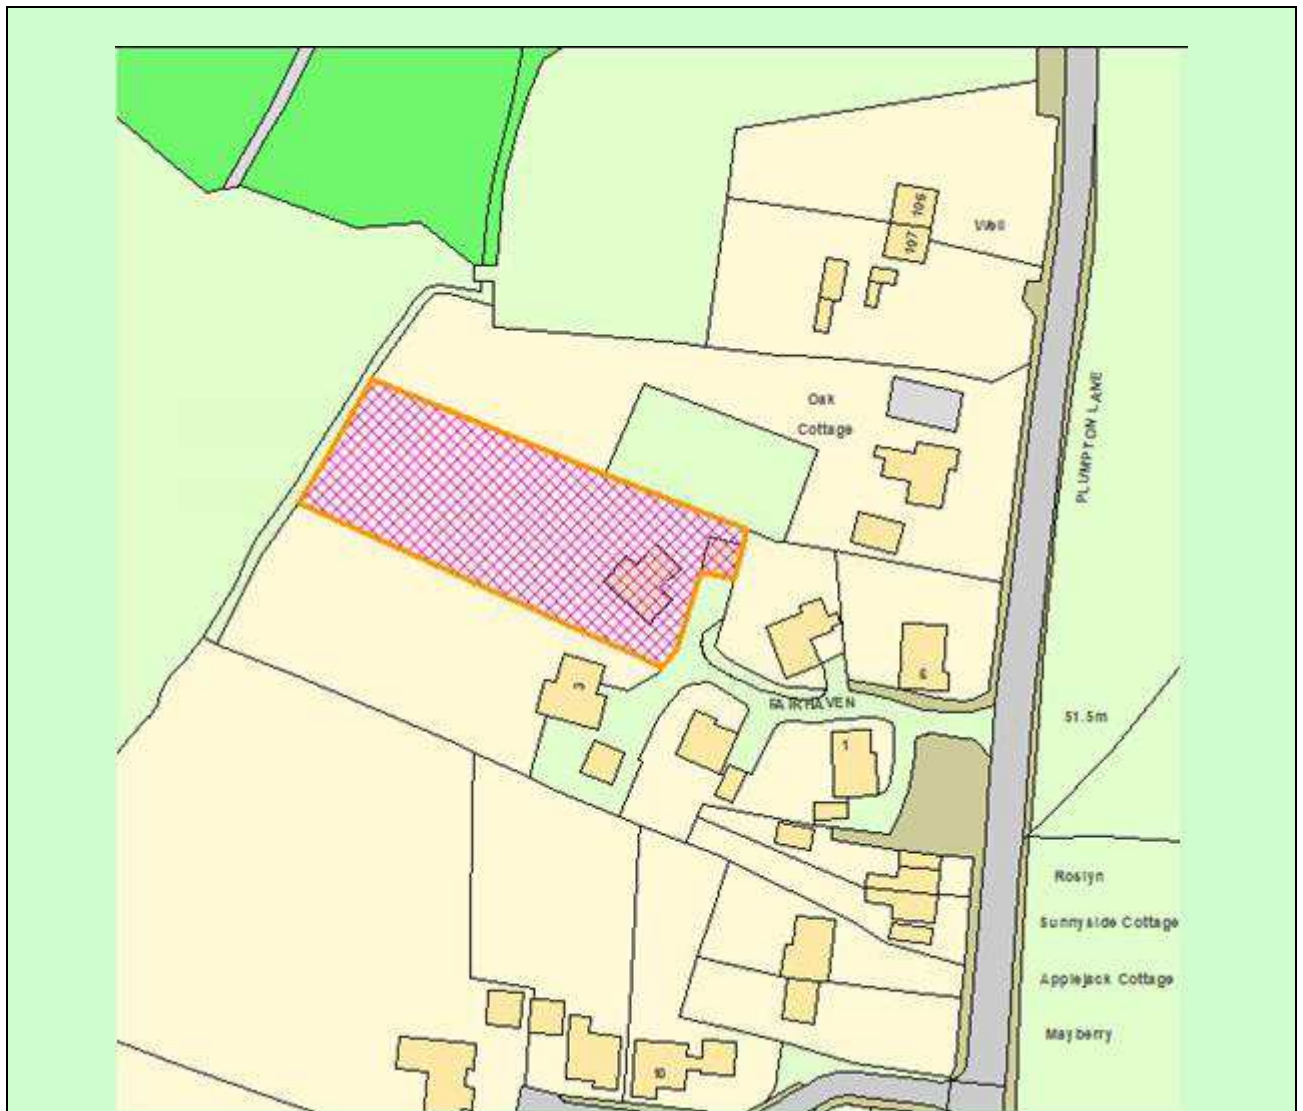 106
107
Well
Oak
Cottage
PLUMPTON LANE
6
3
FAIRHAVEN
1
51.5m
Roslyn
Sunnyside Cottage
Applejack Cottage
Mayberry
10